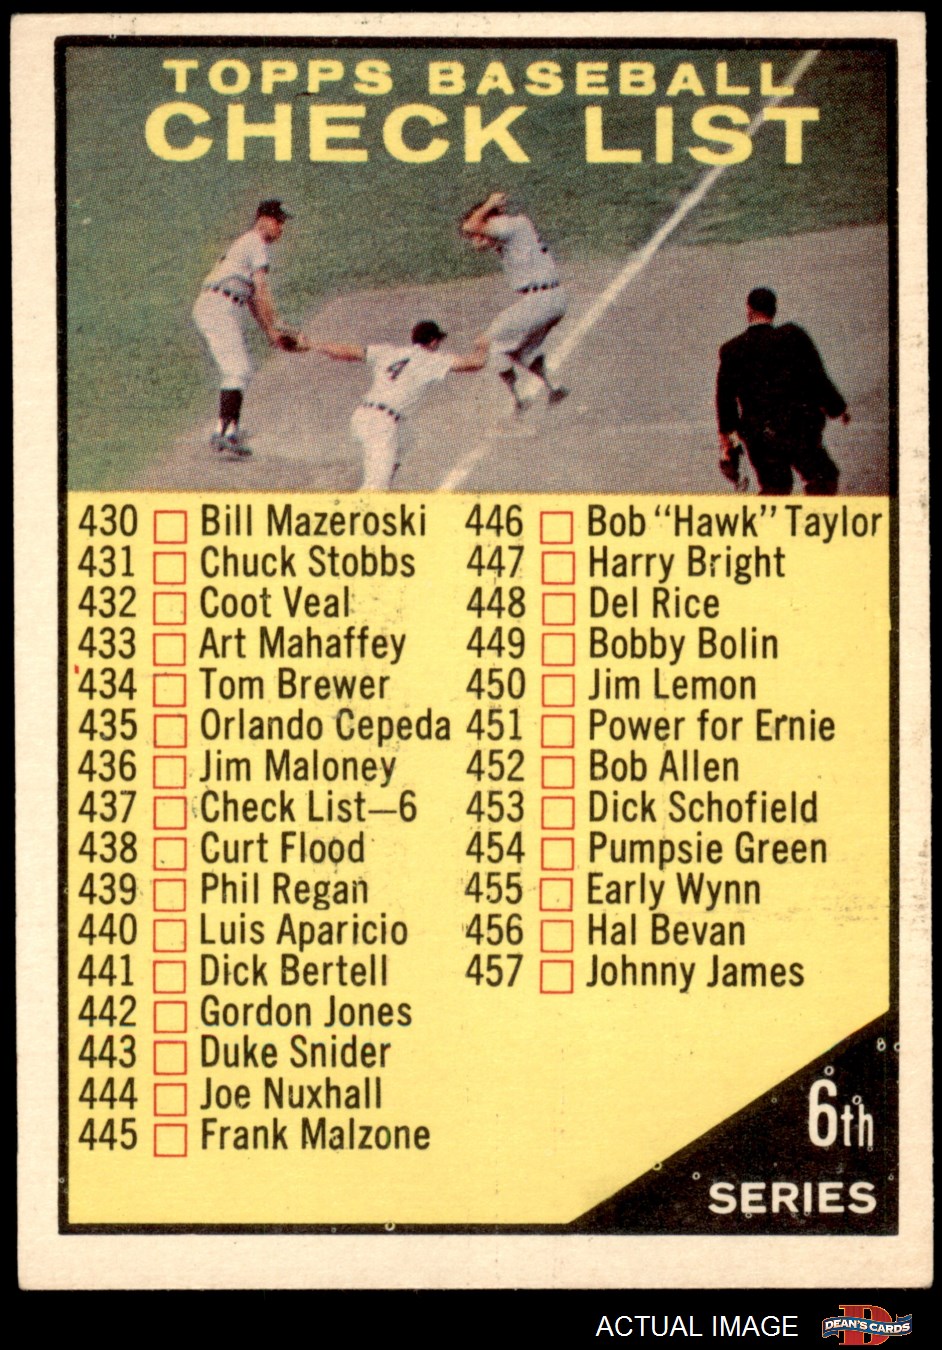 TOPPS BASEBALL
CHECK LIST
4
430 Bill Mazeroski
431 Chuck Stobbs
432 Coot Veal
433 Art Mahaffey
434 Tom Brewer
435 Orlando Cepeda
436 Jim Maloney
437 Check List—6
438 Curt Flood
439 Phil Regan
440 Luis Aparicio
441 Dick Bertell
442 Gordon Jones
443 Duke Snider
444 Joe Nuxhall
445 Frank Malzone
446 Bob "Hawk" Taylor
447 Harry Bright
448 Del Rice
449 Bobby Bolin
450 Jim Lemon
451 Power for Ernie
452 Bob Allen
453 Dick Schofield
454 Pumpsie Green
455 Early Wynn
456 Hal Bevan
457 Johnny James
6th
SERIES
ACTUAL IMAGE
D
DEAN'S CARDS